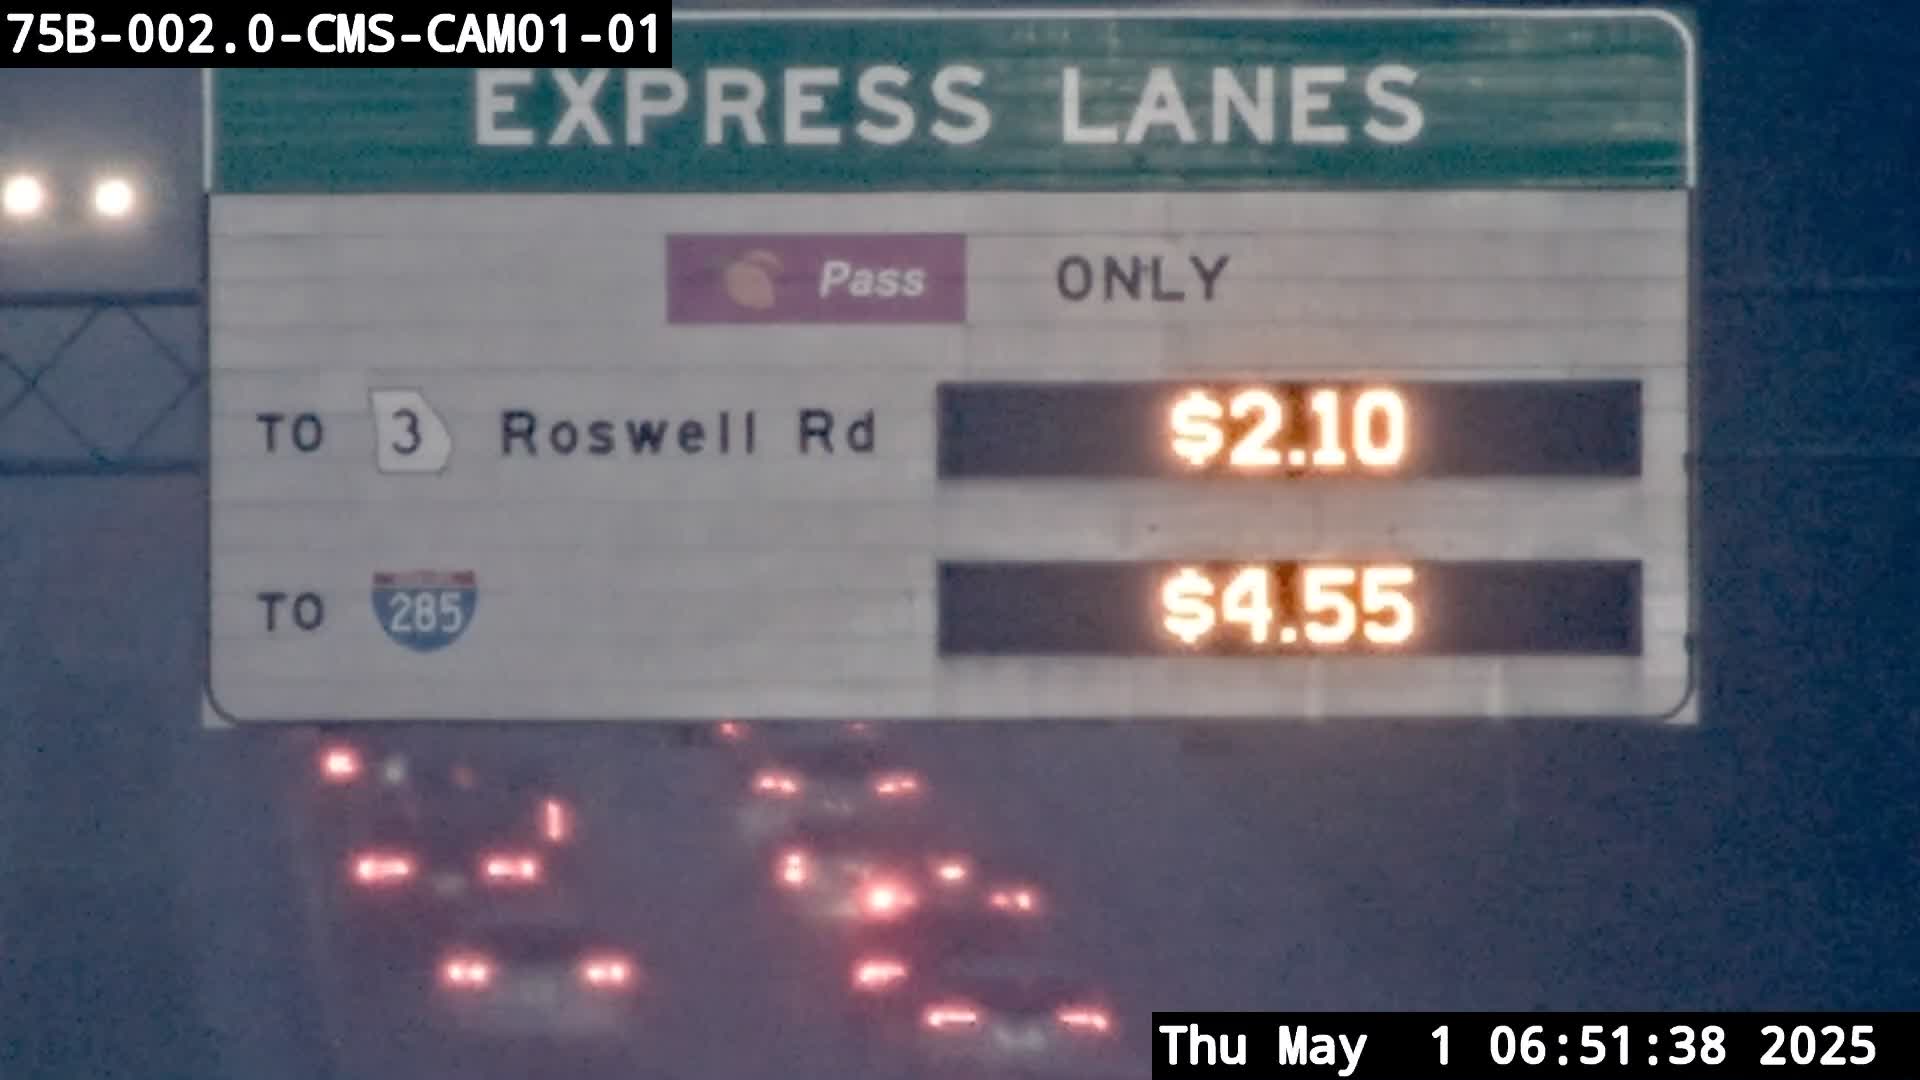 75B-002.0-CMS-CAM01-01
EXPRESS LANES
Pass ONLY
TO 3 Roswell Rd $2.10
TO 285 $4.55
Thu May 1 06:51:38 2025